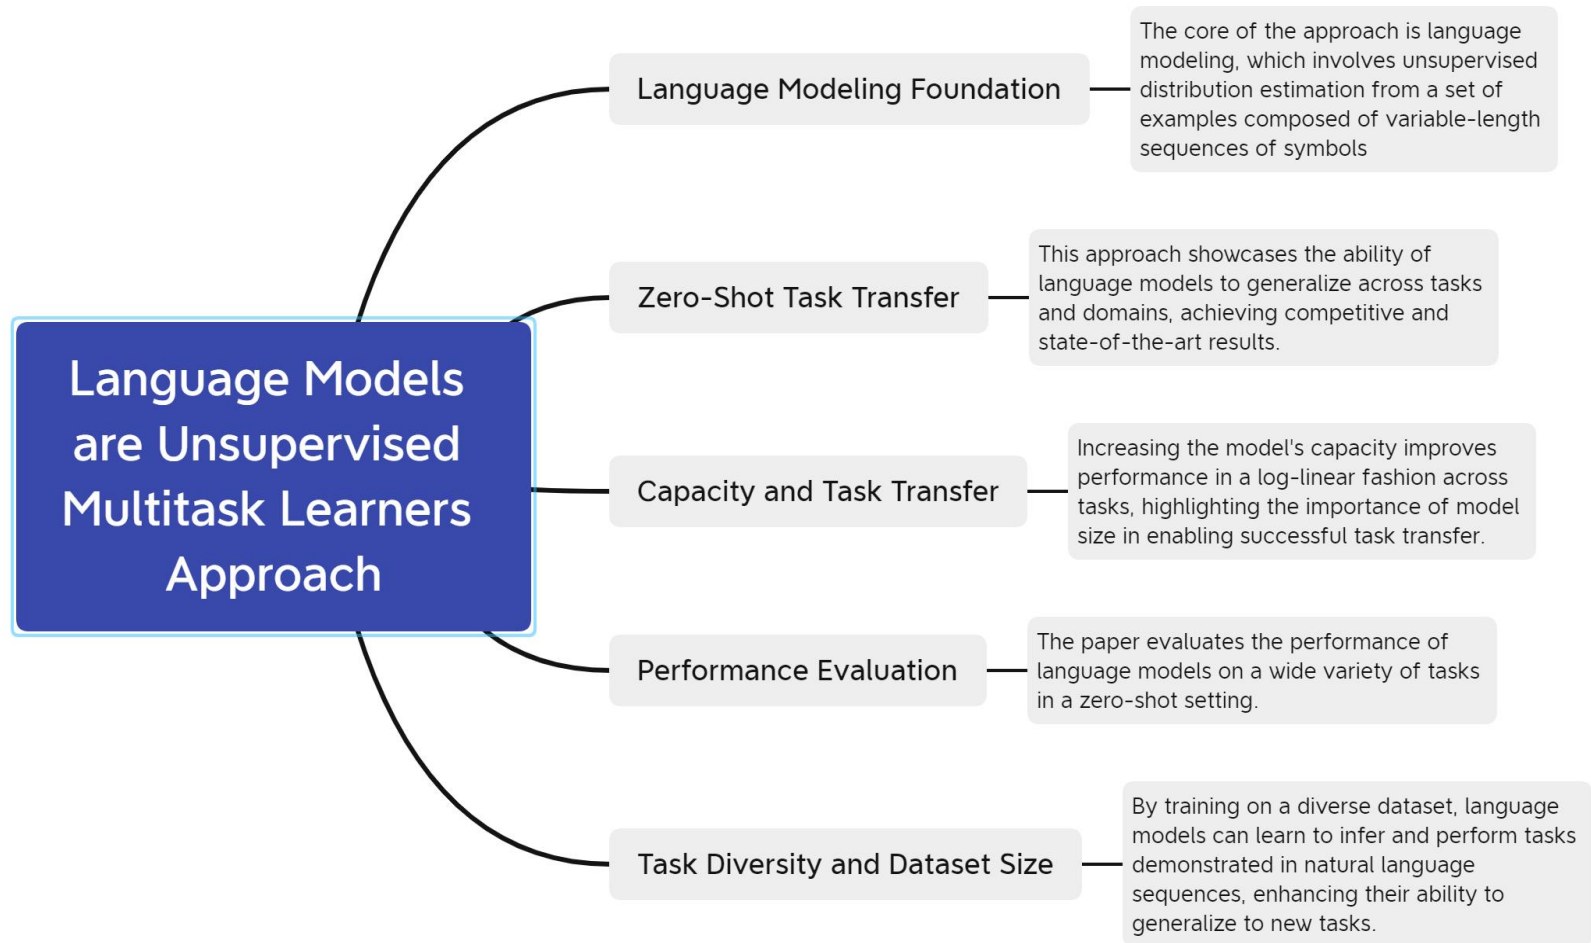 Language Models
are Unsupervised
Multitask Learners
Approach
Language Modeling Foundation
The core of the approach is language
modeling, which involves unsupervised
distribution estimation from a set of
examples composed of variable-length
sequences of symbols
Zero-Shot Task Transfer
This approach showcases the ability of
language models to generalize across tasks
and domains, achieving competitive and
state-of-the-art results.
Capacity and Task Transfer
Increasing the model's capacity improves
performance in a log-linear fashion across
tasks, highlighting the importance of model
size in enabling successful task transfer.
Performance Evaluation
The paper evaluates the performance of
language models on a wide variety of tasks
in a zero-shot setting.
Task Diversity and Dataset Size
By training on a diverse dataset, language
models can learn to infer and perform tasks
demonstrated in natural language
sequences, enhancing their ability to
generalize to new tasks.